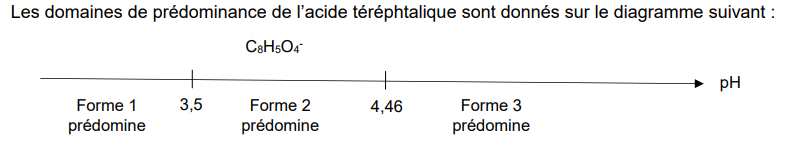 Les domaines de prédominance de l’acide téréphtalique sont donnés sur le diagramme suivant :
C₈H₅O₄⁻
pH
Forme 1 3,5 Forme 2 4,46 Forme 3
prédomine prédomine prédomine